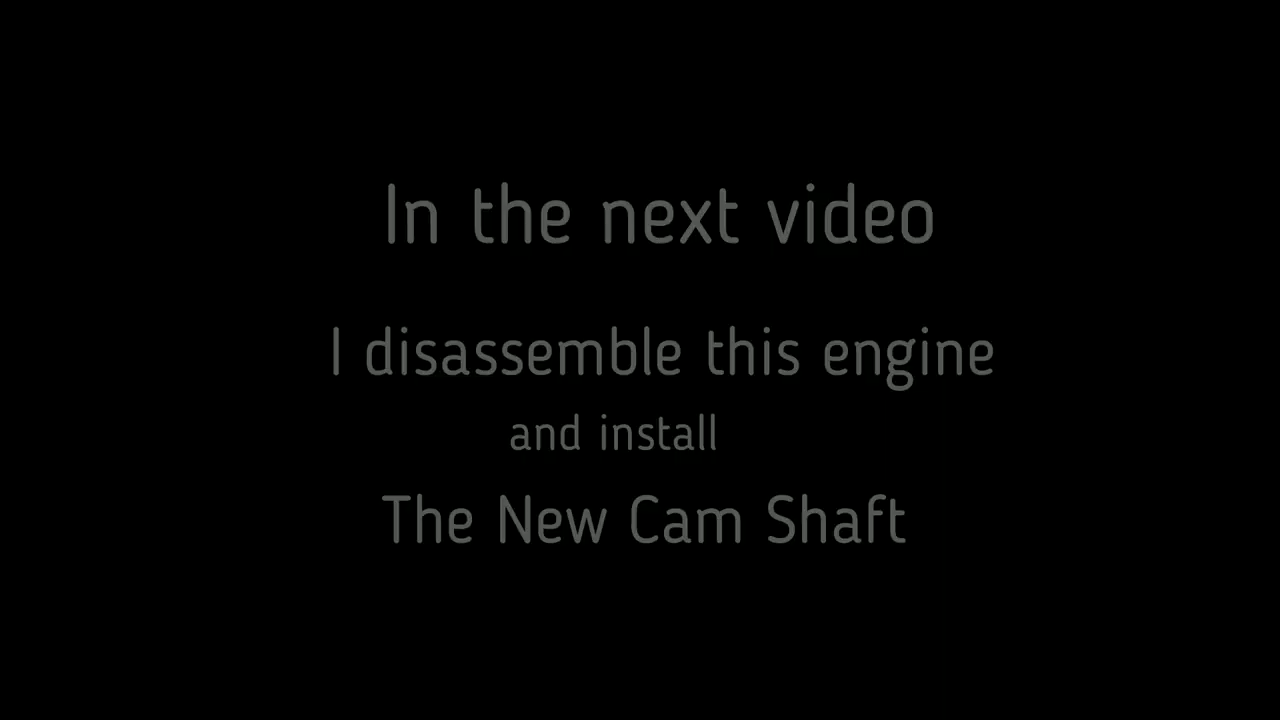 In the next video
I disassemble this engine
and install
The New Cam Shaft